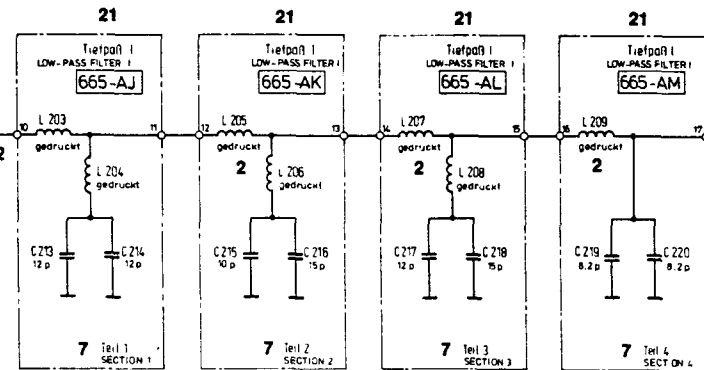 21
21
21
21
Tiefpaß I
LOW-PASS FILTER I
665-AJ
Tiefpaß I
LOW-PASS FILTER I
665-AK
Tiefpaß I
LOW-PASS FILTER I
665-AL
Tiefpaß I
LOW-PASS FILTER I
665-AM
10
L 203
gedruckt
11
12
L 205
gedruckt
13
14
L 207
gedruckt
15
16
L 209
gedruckt
17
2
2
2
2
L 204
gedruckt
L 206
gedruckt
L 208
gedruckt
C213
12 p
C 214
12 p
C215
10 p
C 216
15 p
C217
12 p
C 218
15 p
C219
8.2 p
C 220
8.2 p
7 Teil 1
SECTION 1
7 Teil 2
SECTION 2
7 Teil 3
SECTION 3
7 Teil 4
SECTION 4